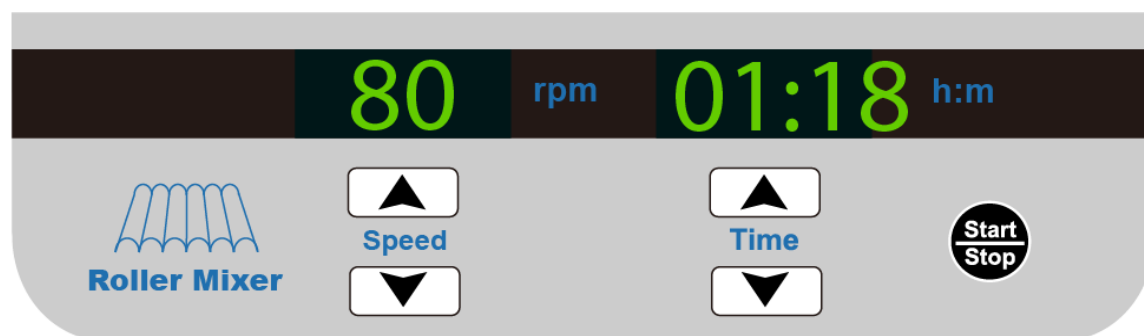 80 rpm 01:18 h:m
Speed
Time
Start
Stop
Roller Mixer